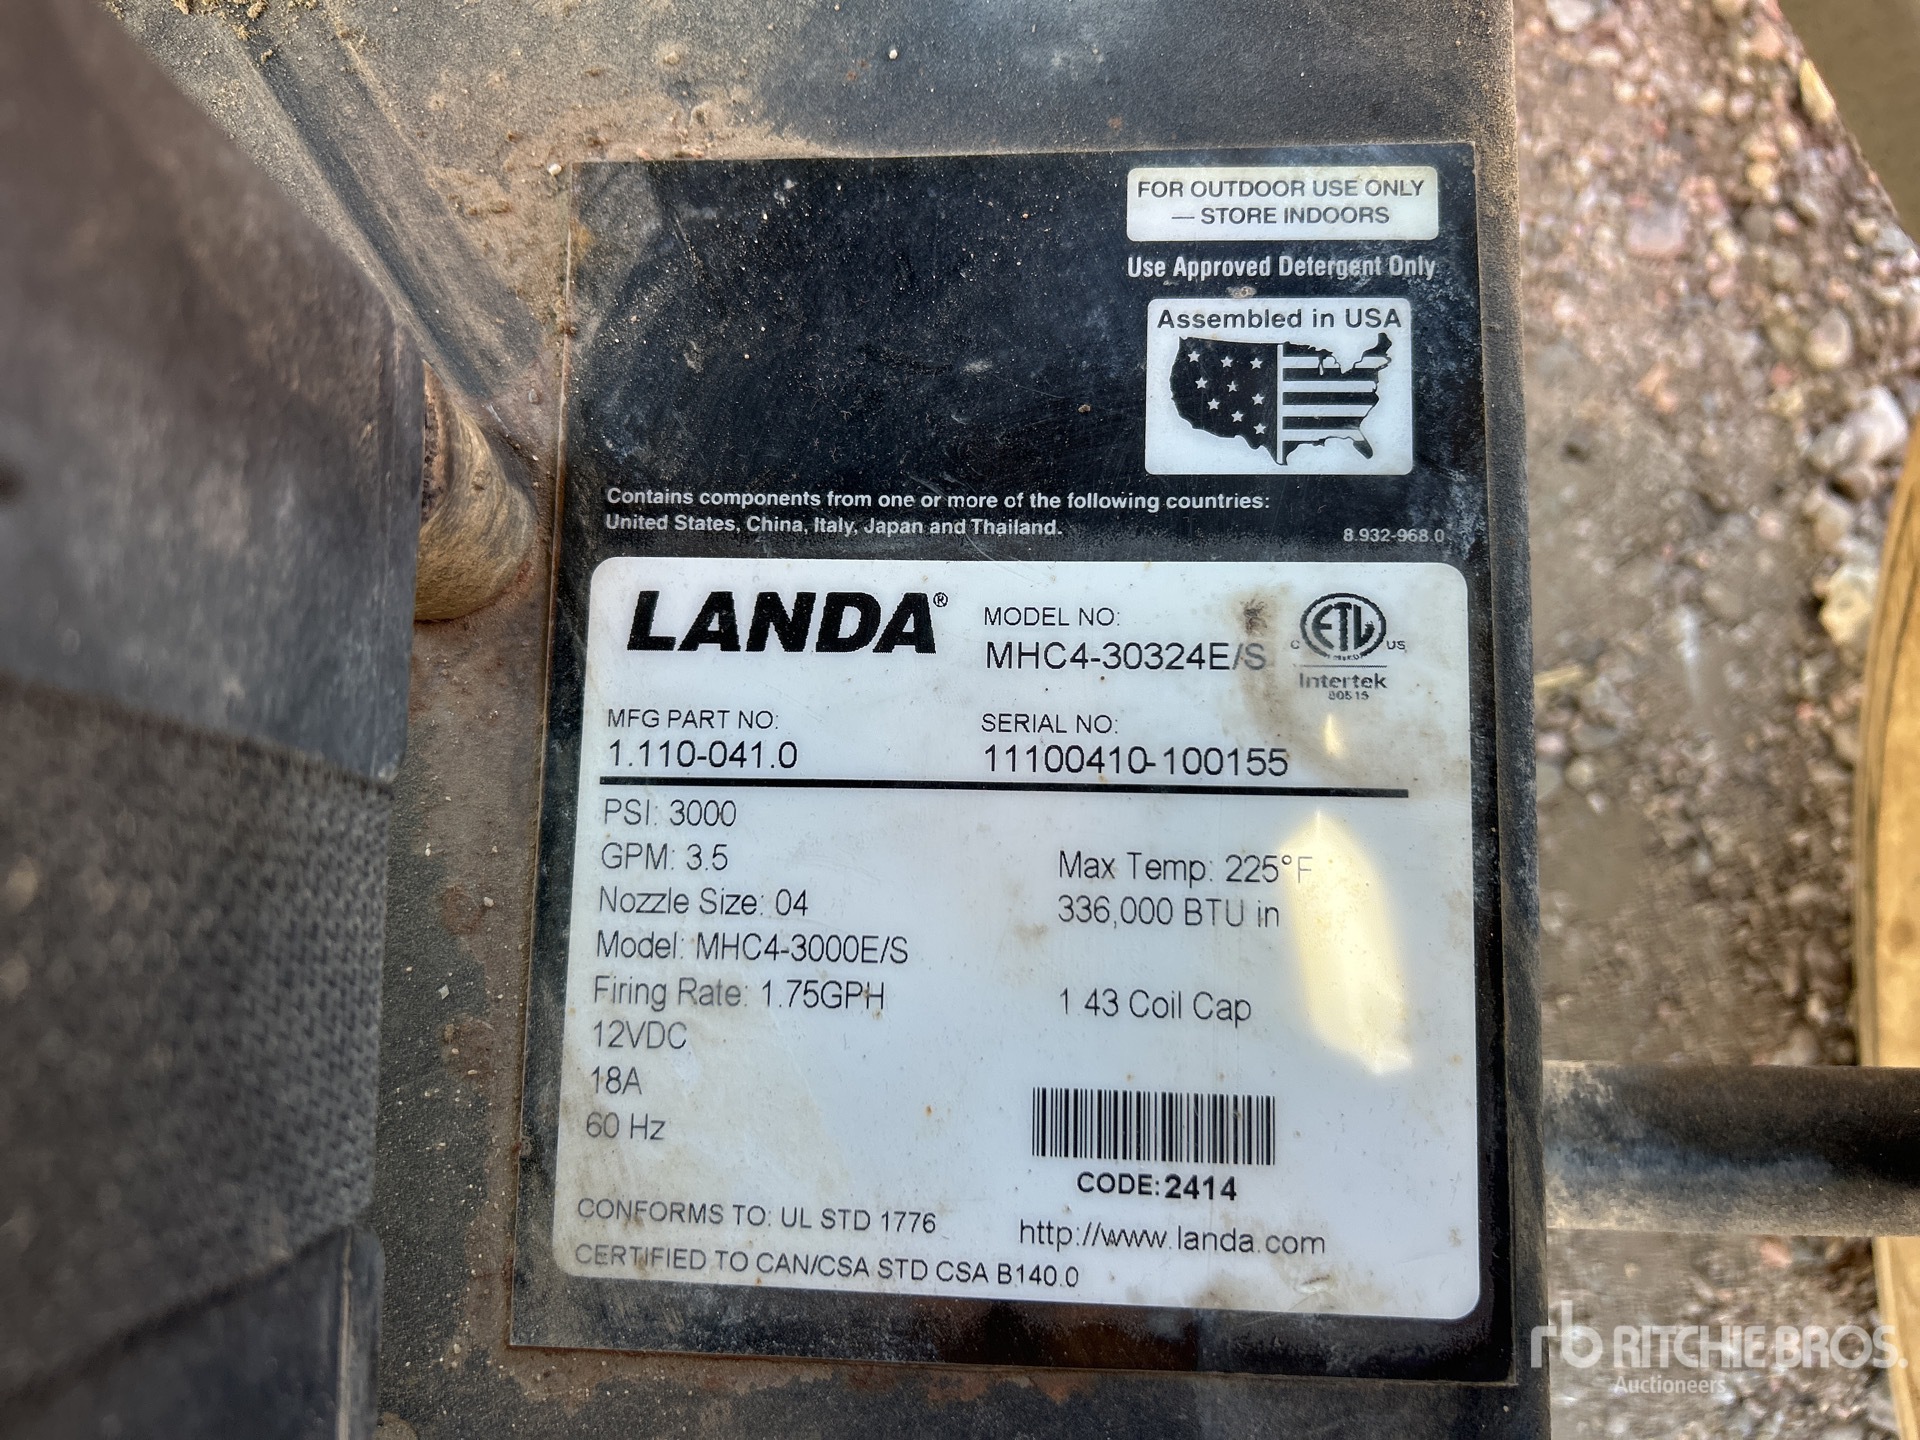 FOR OUTDOOR USE ONLY
— STORE INDOORS
Use Approved Detergent Only
Assembled in USA
Contains components from one or more of the following countries:
United States, China, Italy, Japan and Thailand.
8.932-968.0
LANDA®
MODEL NO:
MHC4-30324E/S
C ETL US
Intertek
80515
MFG PART NO:
1.110-041.0
SERIAL NO:
11100410-100155
PSI: 3000
GPM: 3.5
Nozzle Size: 04
Model: MHC4-3000E/S
Firing Rate: 1.75GPH
12VDC
18A
60 Hz
Max Temp: 225°F
336,000 BTU in
1 43 Coil Cap
CODE:2414
CONFORMS TO: UL STD 1776
CERTIFIED TO CAN/CSA STD CSA B140.0
http://www.landa.com
rb RITCHIE BROS.
Auctioneers